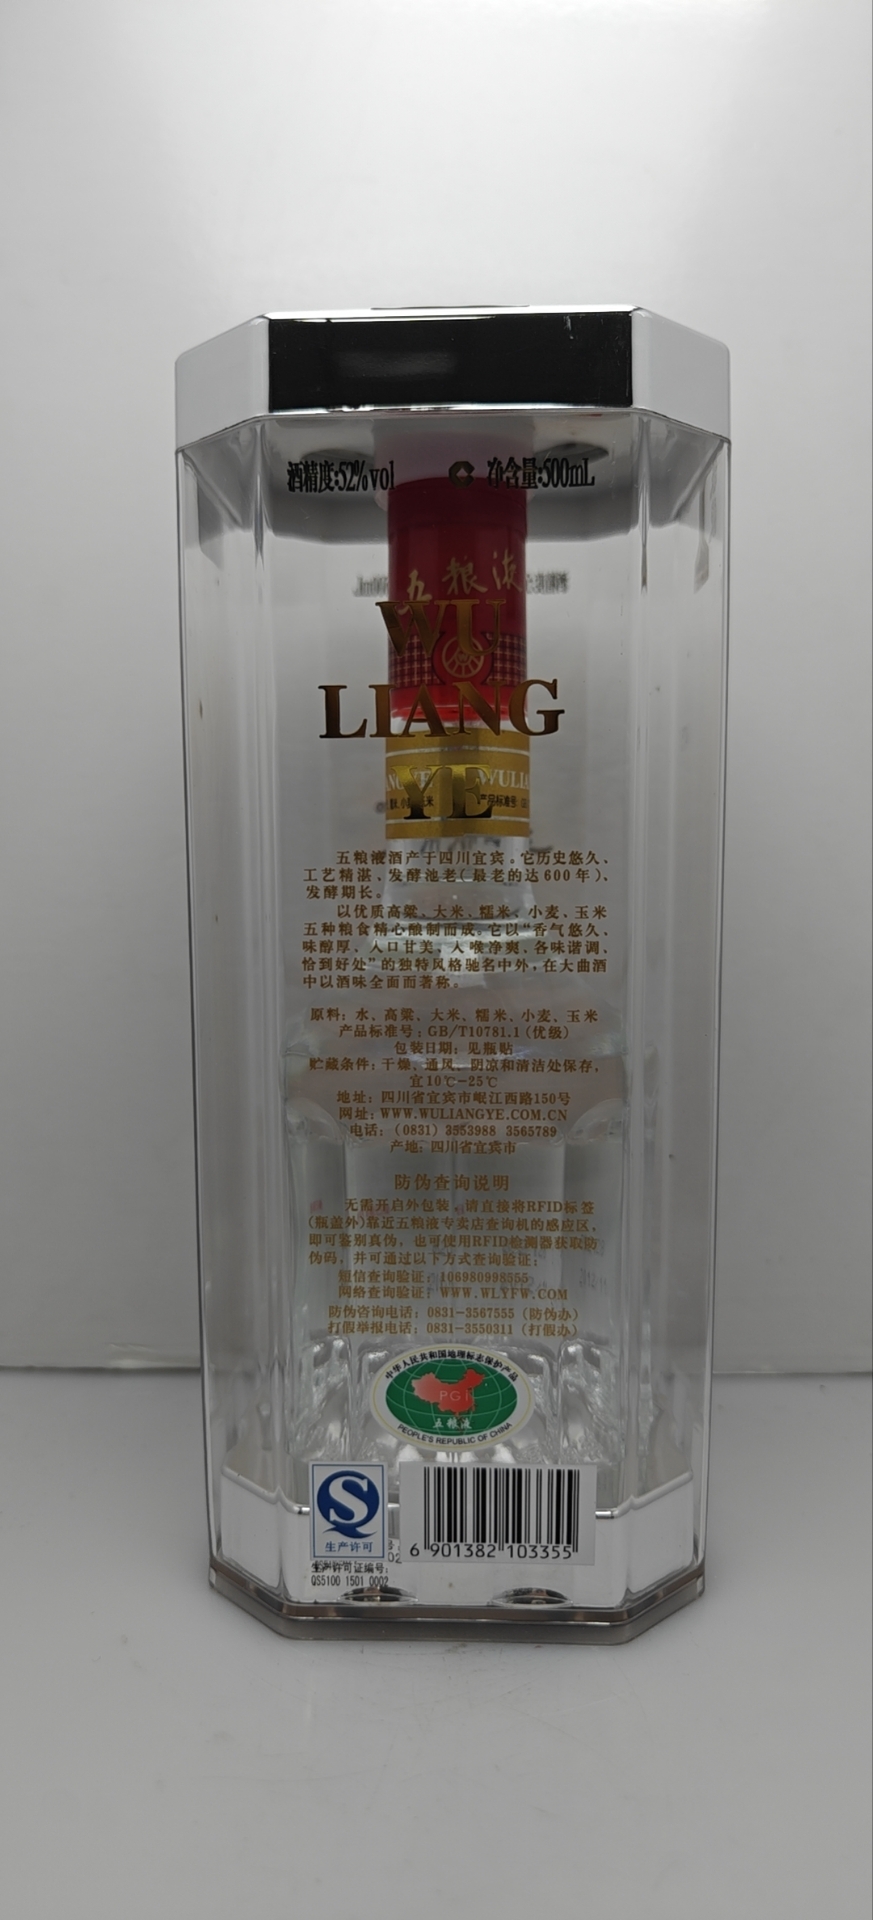 酒精度:52%vol 净含量:500mL
五粮液
WU
LIANG
YE
WULIA
产品标准号:
五粮液酒产于四川宜宾。它历史悠久、
工艺精湛、发酵池老(最老的达600年)、
发酵期长。
以优质高粱、大米、糯米、小麦、玉米
五种粮食精心酿制而成。它以“香气悠久、
味醇厚、入口甘美、入喉净爽、各味谐调、
恰到好处”的独特风格驰名中外,在大曲酒
中以酒味全面而著称。
原料: 水、高粱、大米、糯米、小麦、玉米
产品标准号: GB/T10781.1(优级)
包装日期: 见瓶贴
贮藏条件: 干燥、通风、阴凉和清洁处保存,
宜10℃-25℃
地址: 四川省宜宾市岷江西路150号
网址: WWW.WULIANGYE.COM.CN
电话: (0831) 3553988 3565789
产地: 四川省宜宾市
防伪查询说明
无需开启外包装,请直接将RFID标签
(瓶盖外)靠近五粮液专卖店查询机的感应区,
即可鉴别真伪,也可使用RFID检测器获取防
伪码,并可通过以下方式查询验证:
短信查询验证: 106980998555
网络查询验证: WWW.WLYFW.COM
防伪咨询电话: 0831-3567555 (防伪办)
打假举报电话: 0831-3550311 (打假办)
中华人民共和国地理标志保护产品
PGI
五粮液
PEOPLE'S REPUBLIC OF CHINA
生产许可
生产许可证编号:
QS5100 1501 0002
6 901382 103355